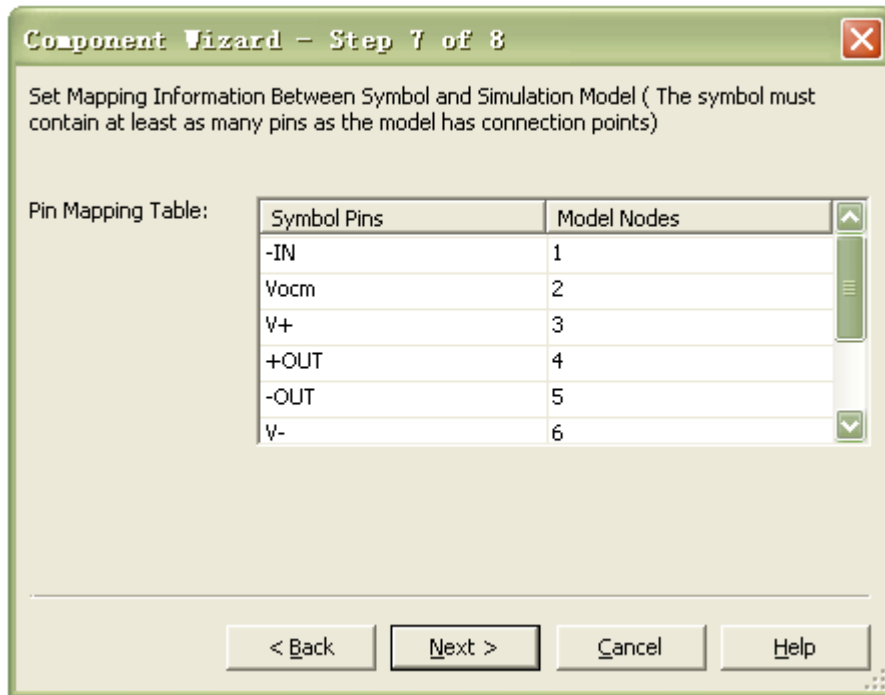 Component Wizard - Step 7 of 8
Set Mapping Information Between Symbol and Simulation Model ( The symbol must
contain at least as many pins as the model has connection points)
Pin Mapping Table:
Symbol Pins Model Nodes
-IN 1
Vocm 2
V+ 3
+OUT 4
-OUT 5
V- 6
< Back Next > Cancel Help